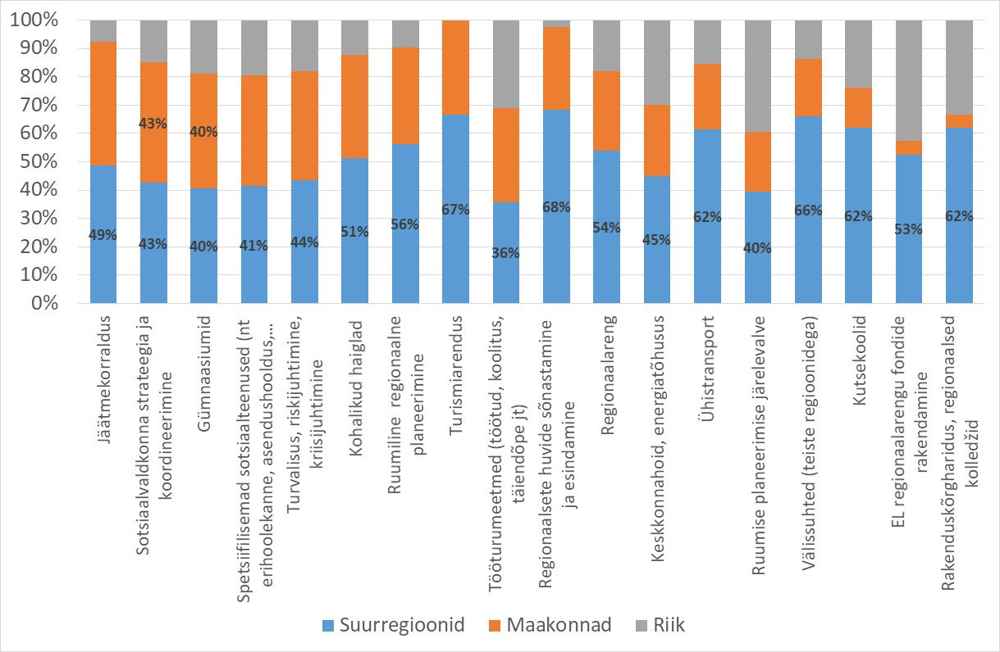 100%
90%
80%
70%
60%
50%
40%
30%
20%
10%
0%
43%
40%
49%
43%
40%
41%
44%
51%
56%
67%
36%
68%
54%
45%
62%
40%
66%
62%
53%
62%
Jäätmekorraldus
Sotsiaalvaldkonna strateegia ja
koordineerimine
Gümnaasiumid
Spetsiifilisemad sotsiaalteenused (nt
erihoolekanne, asendushooldus,...
Turvalisus, riskijuhtimine,
kriisijuhtimine
Kohalikud haiglad
Ruumiline regionaalne
planeerimine
Turismiarendus
Tööturumeetmed (töötud, koolitus,
täiendõpe jt)
Regionaalsete huvide sõnastamine
ja esindamine
Regionaalareng
Keskkonnahoid, energiatõhusus
Ühistransport
Ruumise planeerimise järelevalve
Välissuhted (teiste regioonidega)
Kutsekoolid
EL regionaalarengu fondide
rakendamine
Rakenduskõrgharidus, regionaalsed
kolledžid
Suurregioonid
Maakonnad
Riik